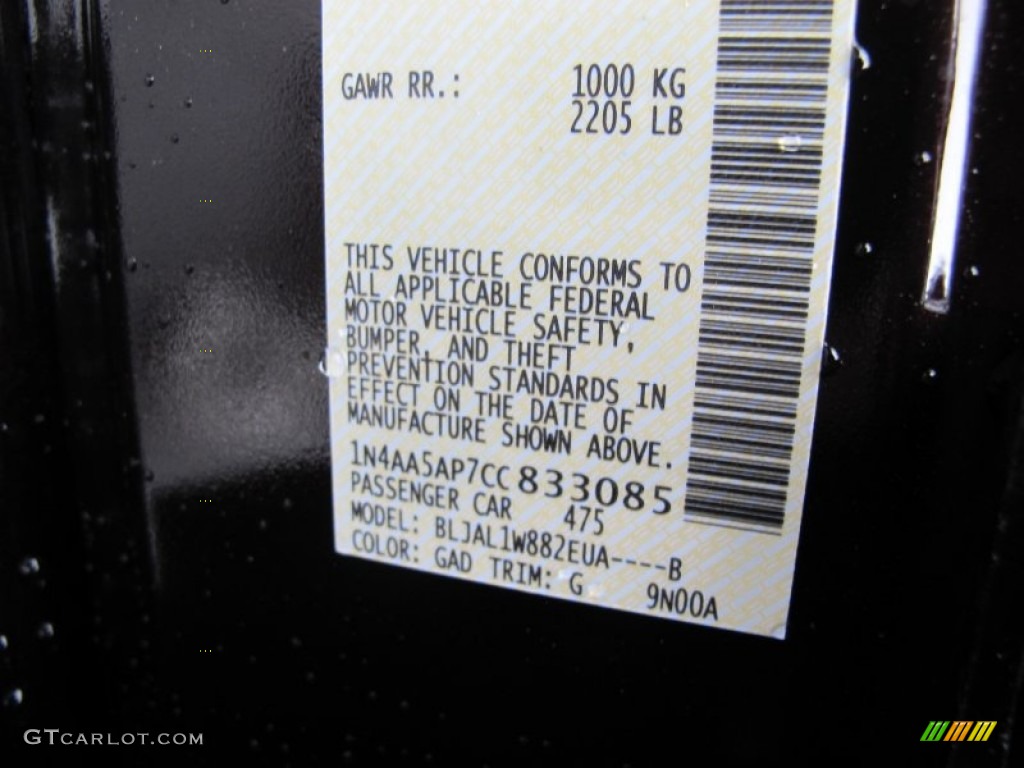 GAWR RR.: 1000 KG
2205 LB
THIS VEHICLE CONFORMS TO
ALL APPLICABLE FEDERAL
MOTOR VEHICLE SAFETY,
BUMPER, AND THEFT
PREVENTION STANDARDS IN
EFFECT ON THE DATE OF
MANUFACTURE SHOWN ABOVE.
1N4AA5AP7CC833085
PASSENGER CAR 475
MODEL: BLJAL1W882EUA----B
COLOR: GAD TRIM: G 9N00A
GTCARLOT.COM